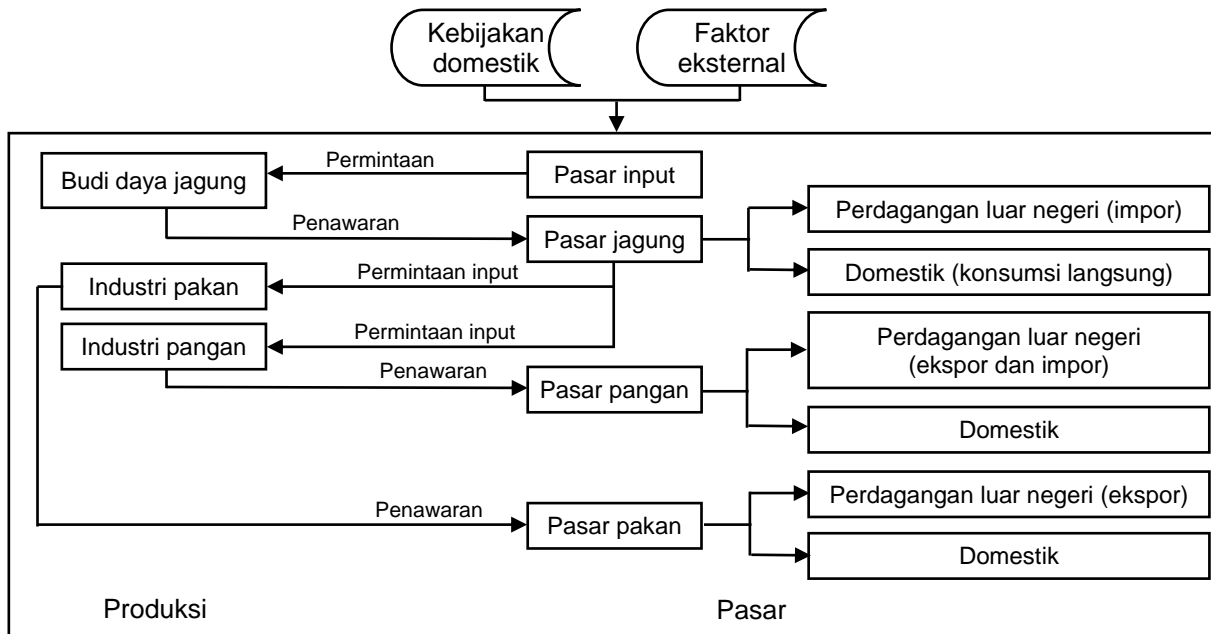 Kebijakan
domestik
Faktor
eksternal
Permintaan
Budi daya jagung
Pasar input
Perdagangan luar negeri (impor)
Penawaran
Pasar jagung
Domestik (konsumsi langsung)
Permintaan input
Industri pakan
Permintaan input
Industri pangan
Perdagangan luar negeri
(ekspor dan impor)
Penawaran
Pasar pangan
Domestik
Perdagangan luar negeri (ekspor)
Penawaran
Pasar pakan
Domestik
Produksi
Pasar